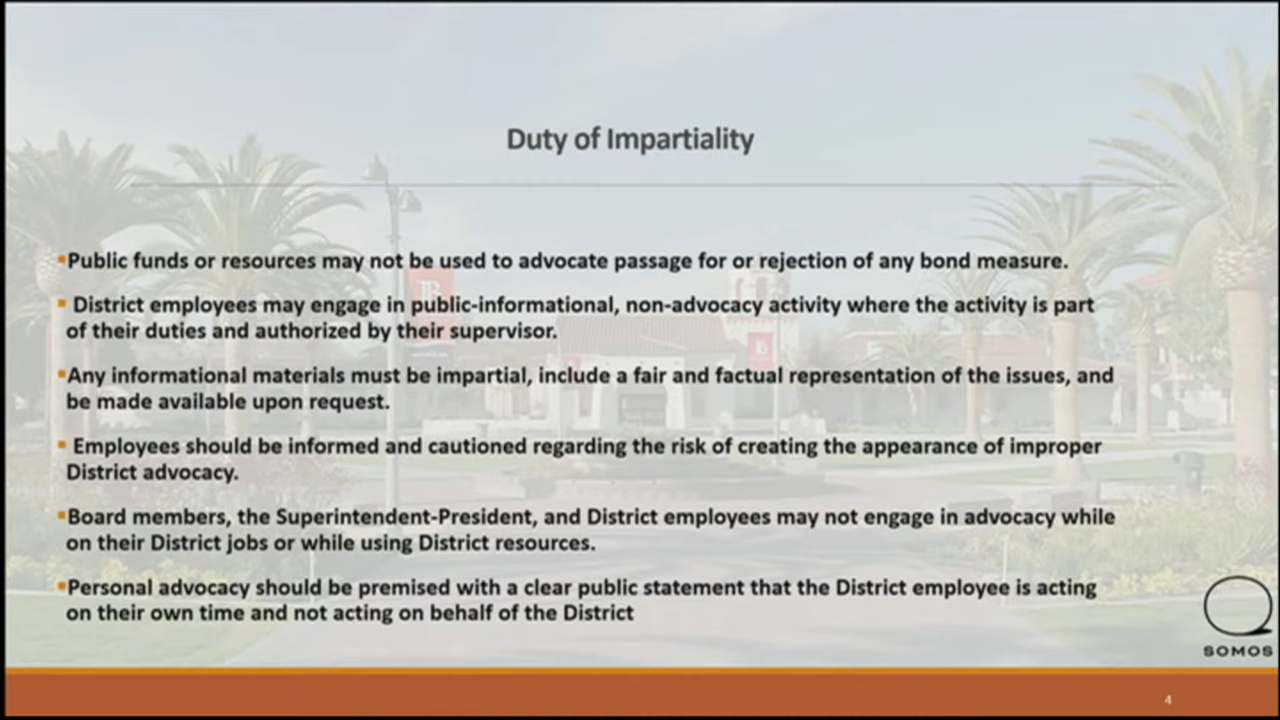 Duty of Impartiality
▪Public funds or resources may not be used to advocate passage for or rejection of any bond measure.
▪ District employees may engage in public-informational, non-advocacy activity where the activity is part
of their duties and authorized by their supervisor.
▪Any informational materials must be impartial, include a fair and factual representation of the issues, and
be made available upon request.
▪ Employees should be informed and cautioned regarding the risk of creating the appearance of improper
District advocacy.
▪Board members, the Superintendent-President, and District employees may not engage in advocacy while
on their District jobs or while using District resources.
▪Personal advocacy should be premised with a clear public statement that the District employee is acting
on their own time and not acting on behalf of the District
SOMOS
4